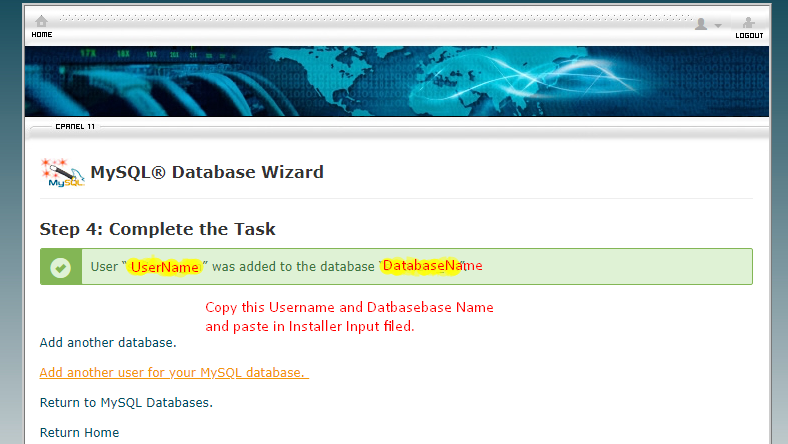 HOME
LOGOUT
CPANEL 11
MySQL
MySQL® Database Wizard
Step 4: Complete the Task
User “UserName” was added to the database “DatabaseName”.
Copy this Username and Datbasebase Name
and paste in Installer Input filed.
Add another database.
Add another user for your MySQL database.
Return to MySQL Databases.
Return Home